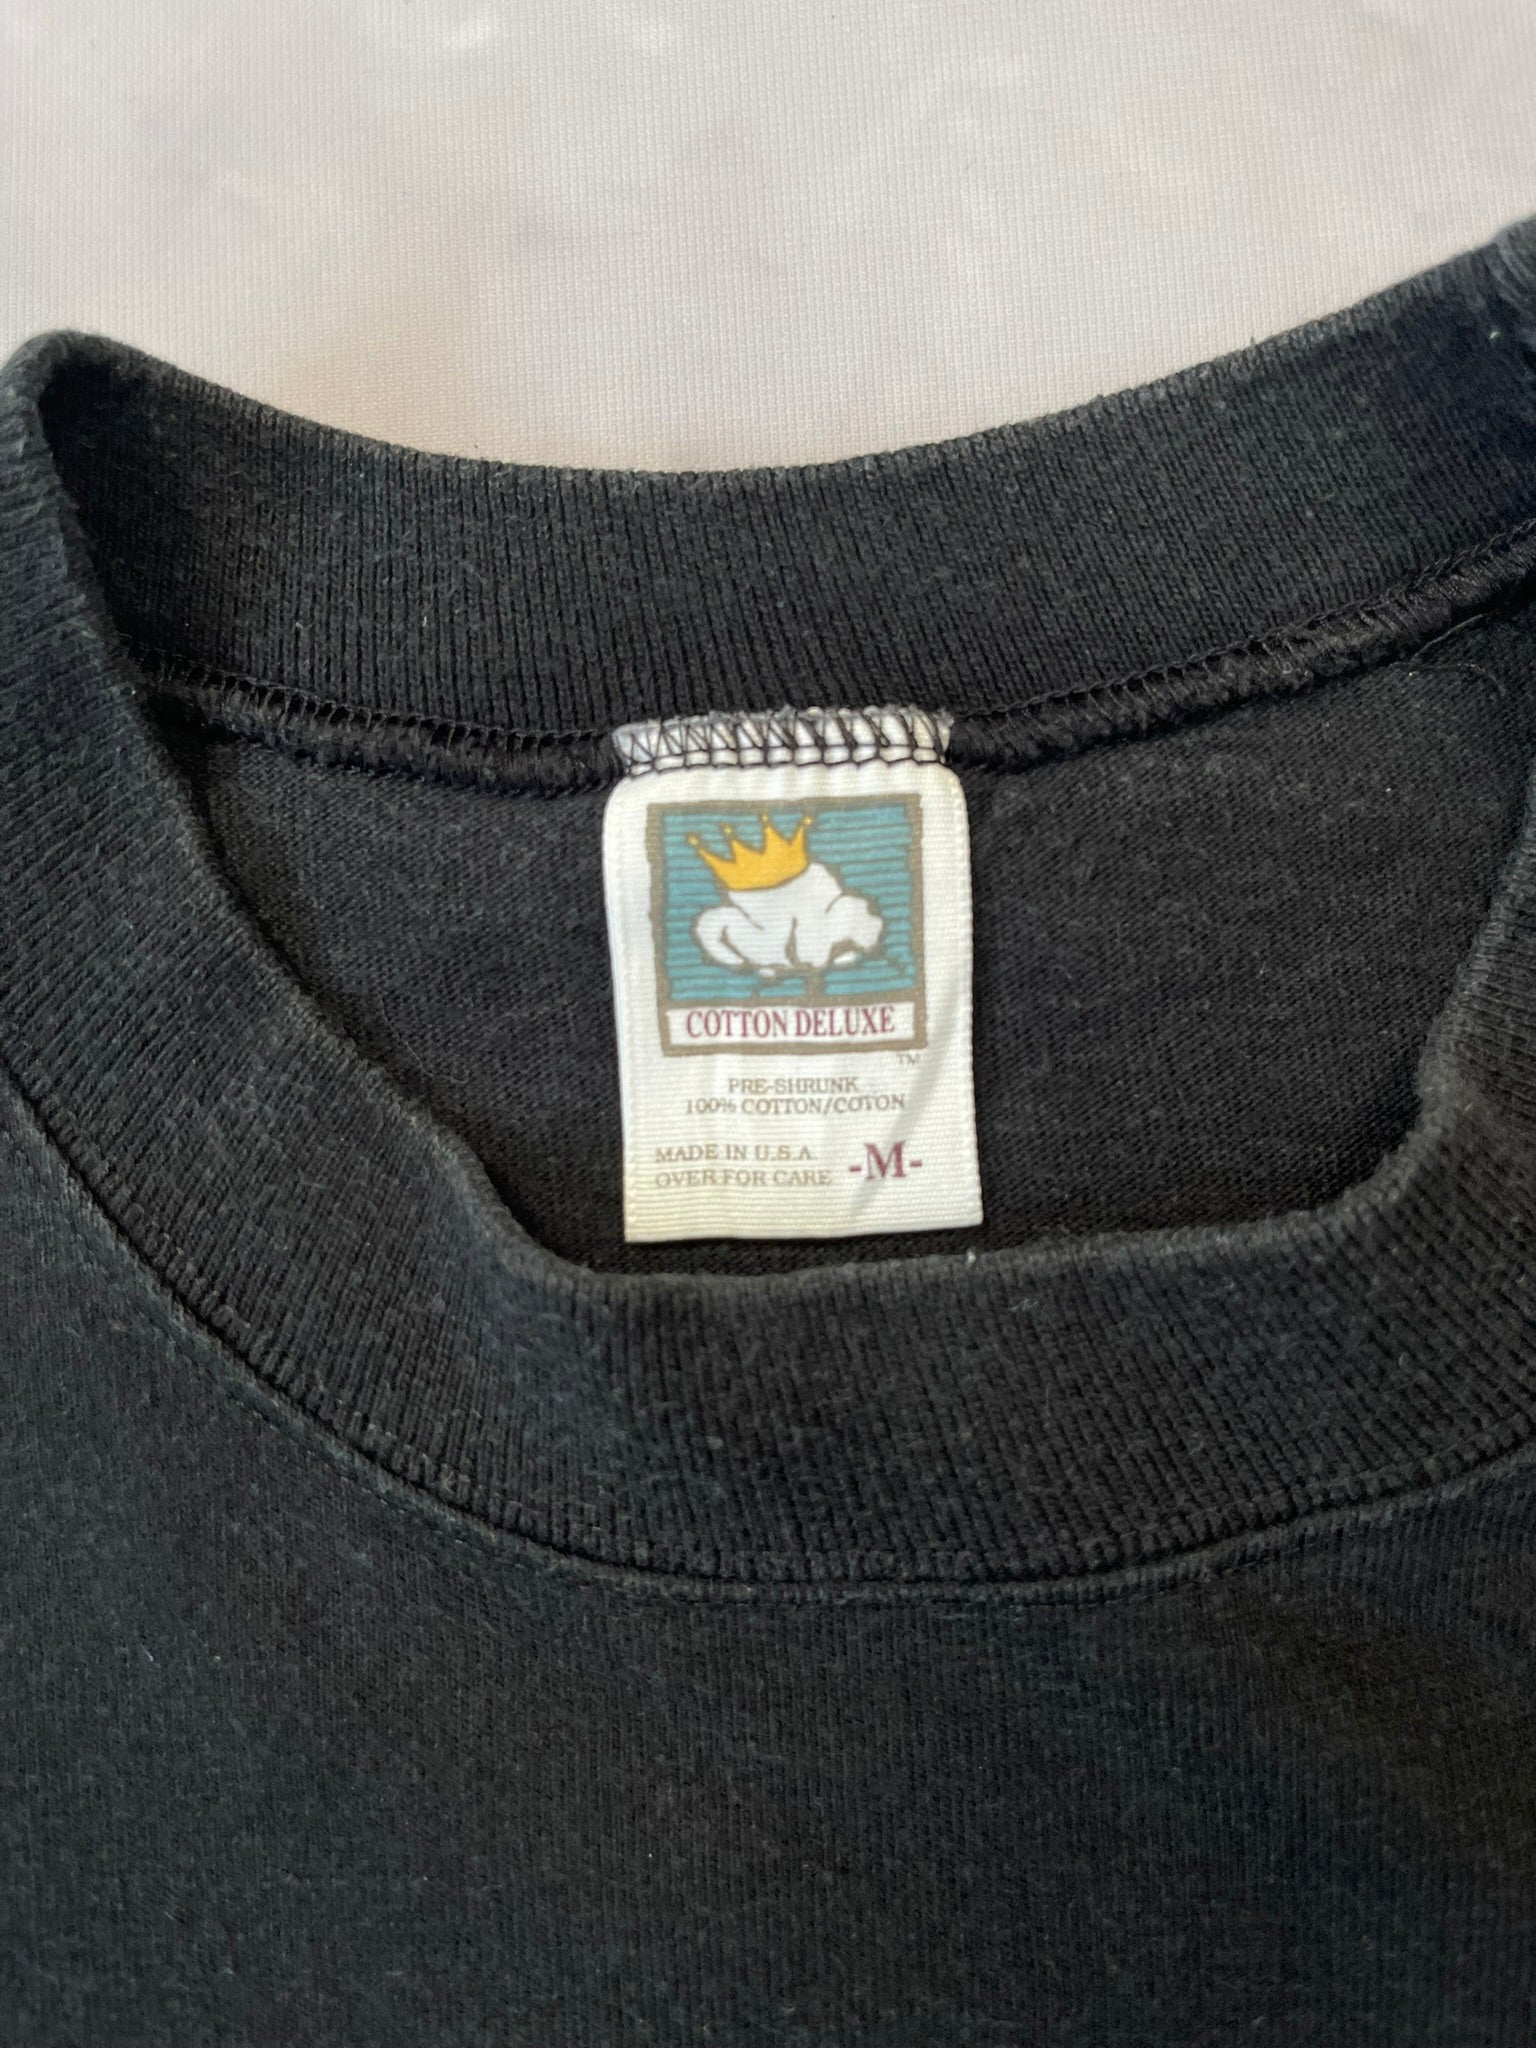 COTTON DELUXE
TM
PRE-SHRUNK
100% COTTON/COTON
MADE IN U.S.A.
OVER FOR CARE
-M-